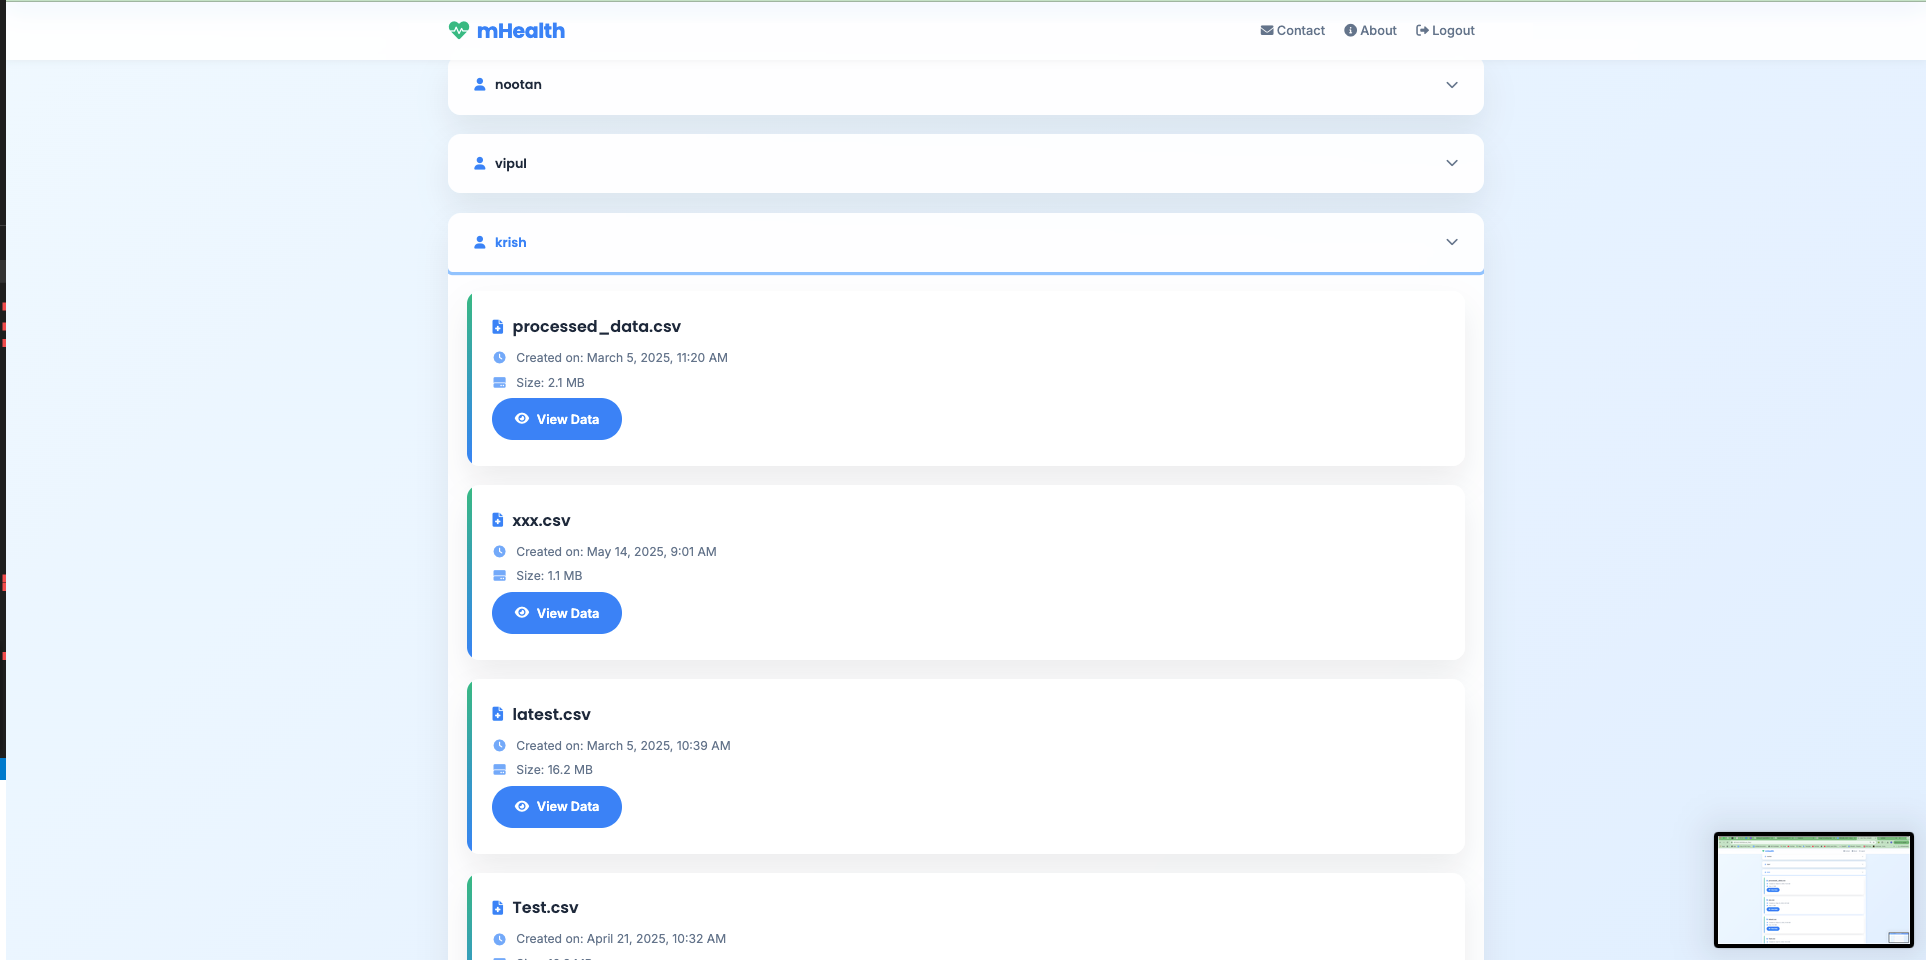 mHealth
Contact About Logout
nootan
vipul
krish
processed_data.csv
Created on: March 5, 2025, 11:20 AM
Size: 2.1 MB
View Data
xxx.csv
Created on: May 14, 2025, 9:01 AM
Size: 1.1 MB
View Data
latest.csv
Created on: March 5, 2025, 10:39 AM
Size: 16.2 MB
View Data
Test.csv
Created on: April 21, 2025, 10:32 AM